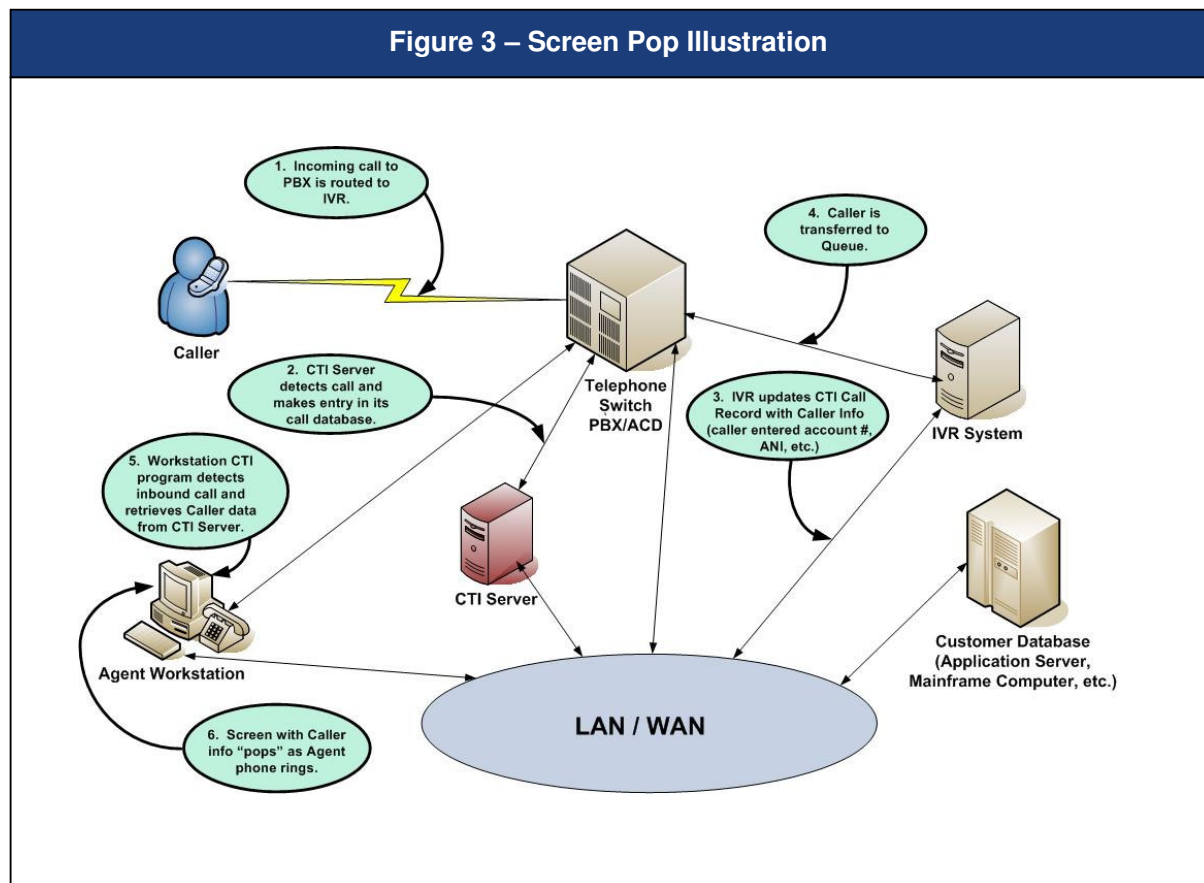 Figure 3 – Screen Pop Illustration
1. Incoming call to
PBX is routed to
IVR.
4. Caller is
transferred to
Queue.
Caller
2. CTI Server
detects call and
makes entry in its
call database.
Telephone
Switch
PBX/ACD
3. IVR updates CTI Call
Record with Caller Info
(caller entered account #,
ANI, etc.)
IVR System
5. Workstation CTI
program detects
inbound call and
retrieves Caller data
from CTI Server.
CTI Server
Agent Workstation
Customer Database
(Application Server,
Mainframe Computer, etc.)
LAN / WAN
6. Screen with Caller
info “pops” as Agent
phone rings.